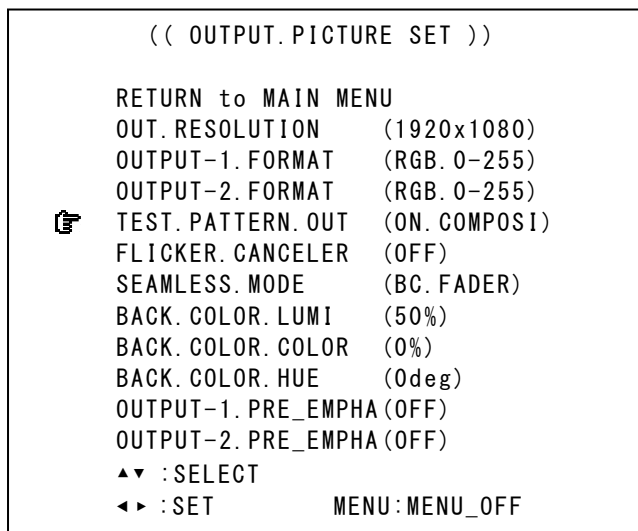 (( OUTPUT.PICTURE SET ))
RETURN to MAIN MENU
OUT.RESOLUTION (1920x1080)
OUTPUT-1.FORMAT (RGB.0-255)
OUTPUT-2.FORMAT (RGB.0-255)
☞ TEST.PATTERN.OUT (ON.COMPOSI)
FLICKER.CANCELER (OFF)
SEAMLESS.MODE (BC.FADER)
BACK.COLOR.LUMI (50%)
BACK.COLOR.COLOR (0%)
BACK.COLOR.HUE (0deg)
OUTPUT-1.PRE_EMPHA(OFF)
OUTPUT-2.PRE_EMPHA(OFF)
▲▼ :SELECT
◄► :SET MENU:MENU_OFF